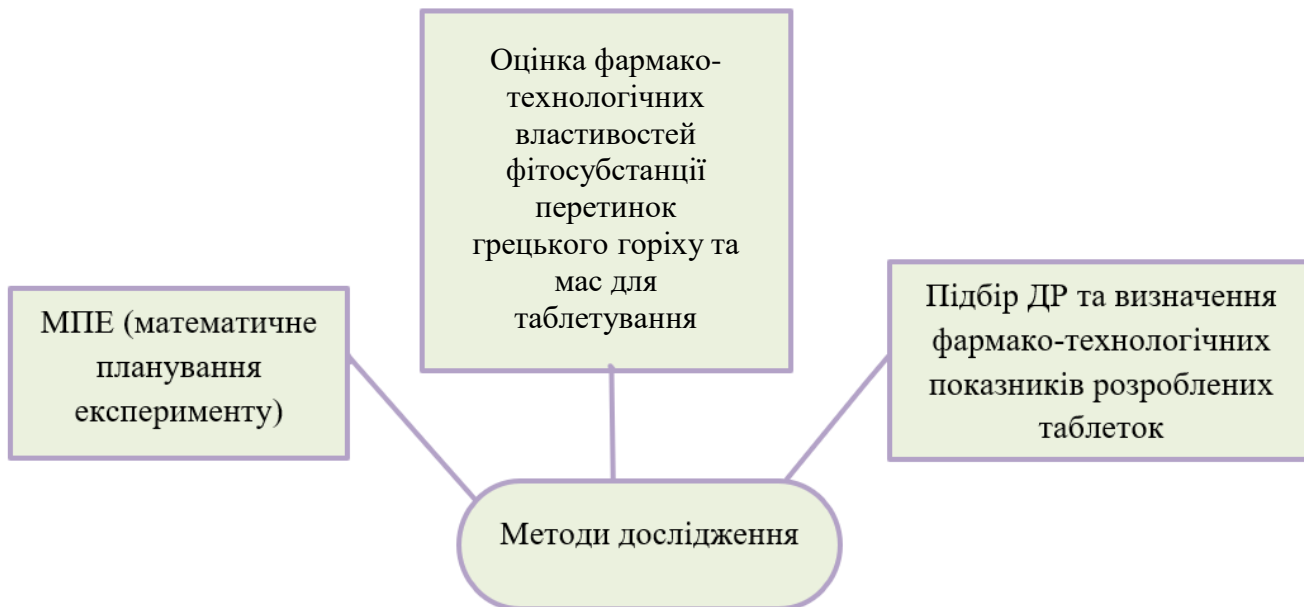 Оцінка фармако-
технологічних
властивостей
фітосубстанції
перетинок
грецького горіху та
мас для
таблетування
МПЕ (математичне
планування
експерименту)
Підбір ДР та визначення
фармако-технологічних
показників розроблених
таблеток
Методи дослідження